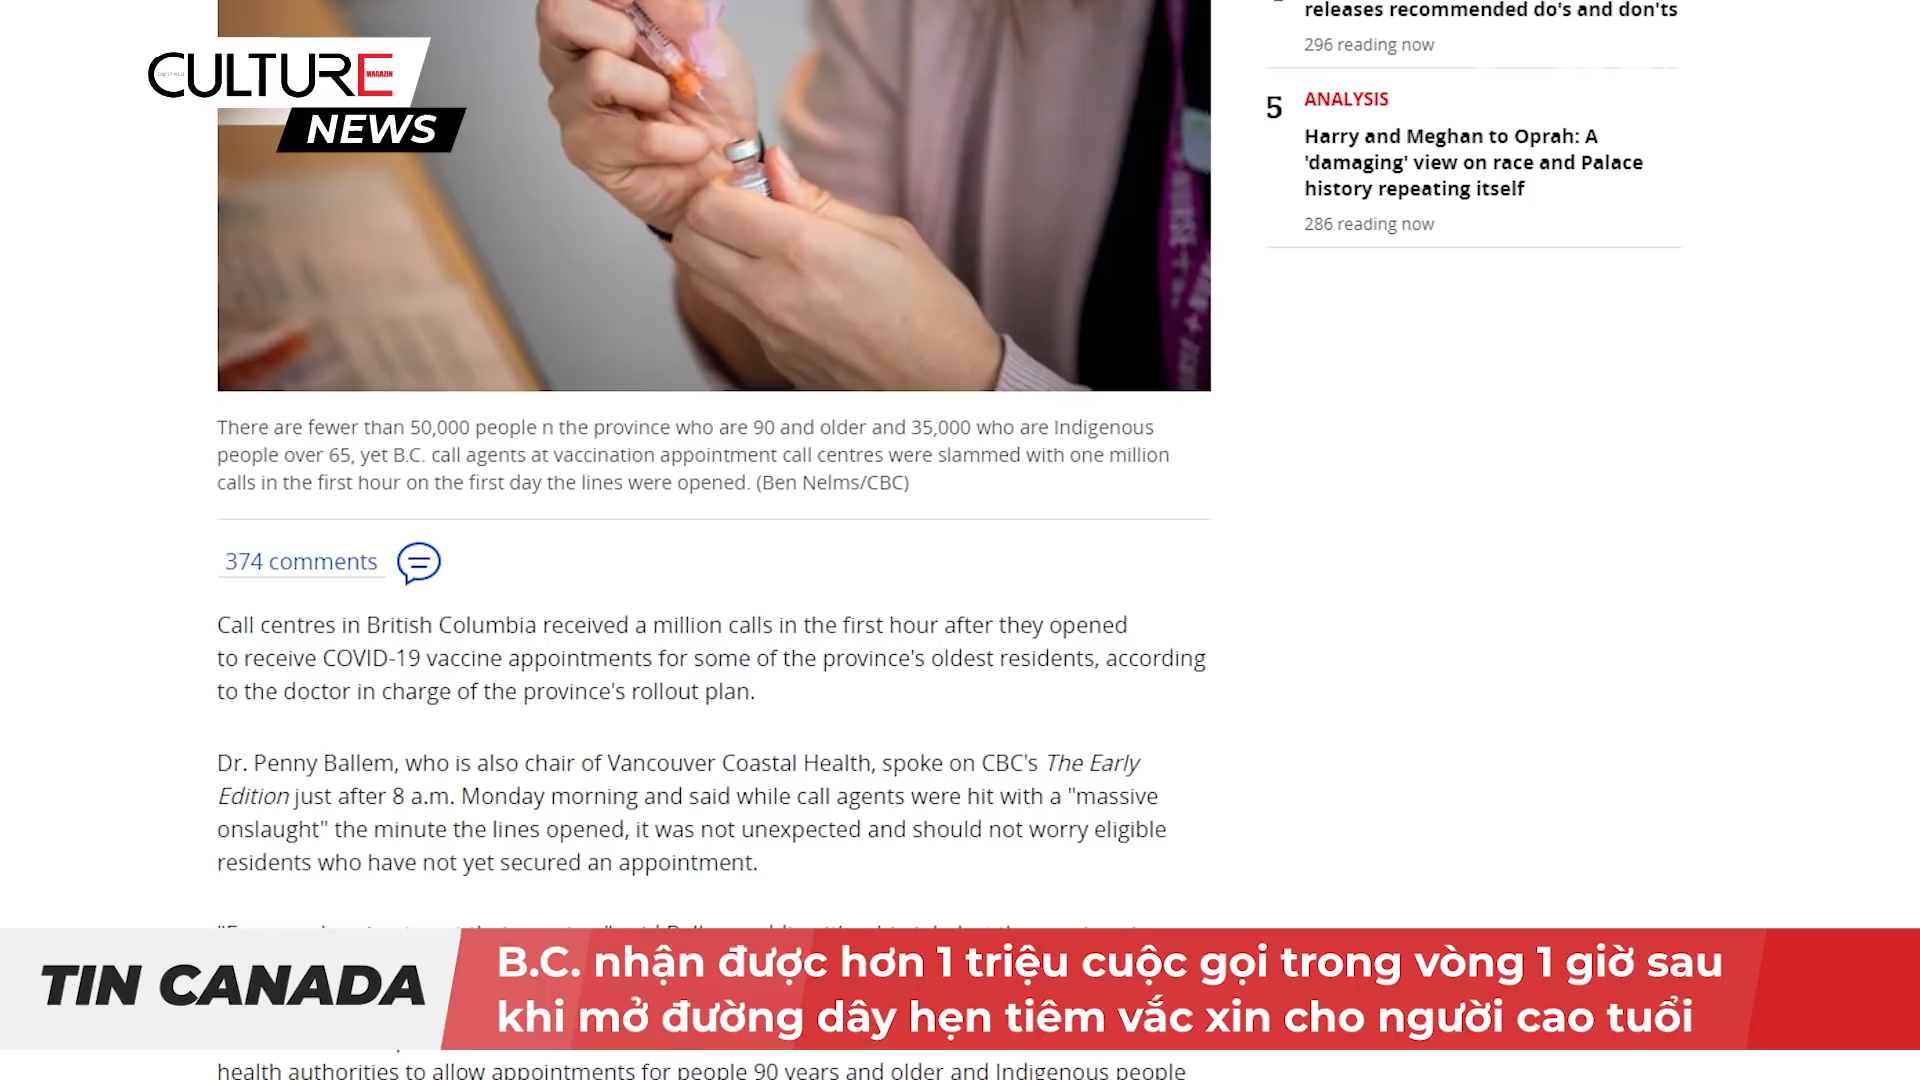 CULTURE
MAGAZIN
NEWS
releases recommended do's and don'ts
296 reading now
5
ANALYSIS
Harry and Meghan to Oprah: A
'damaging' view on race and Palace
history repeating itself
286 reading now
There are fewer than 50,000 people n the province who are 90 and older and 35,000 who are Indigenous
people over 65, yet B.C. call agents at vaccination appointment call centres were slammed with one million
calls in the first hour on the first day the lines were opened. (Ben Nelms/CBC)
374 comments
Call centres in British Columbia received a million calls in the first hour after they opened
to receive COVID-19 vaccine appointments for some of the province's oldest residents, according
to the doctor in charge of the province's rollout plan.
Dr. Penny Ballem, who is also chair of Vancouver Coastal Health, spoke on CBC's The Early
Edition just after 8 a.m. Monday morning and said while call agents were hit with a "massive
onslaught" the minute the lines opened, it was not unexpected and should not worry eligible
residents who have not yet secured an appointment.
TIN CANADA
B.C. nhận được hơn 1 triệu cuộc gọi trong vòng 1 giờ sau
khi mở đường dây hẹn tiêm vắc xin cho người cao tuổi
health authorities to allow appointments for people 90 years and older and Indigenous people